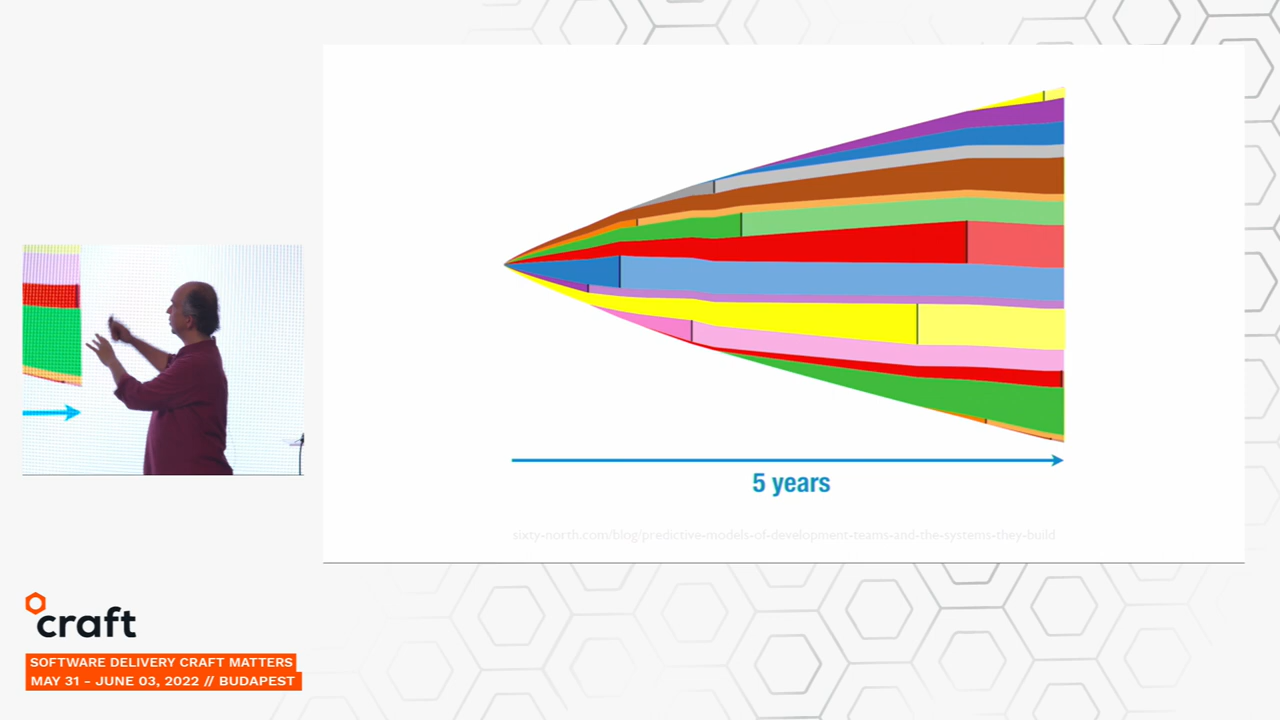 5 years
sixty-north.com/blog/predictive-models-of-development-teams-and-the-systems-they-build
craft
SOFTWARE DELIVERY CRAFT MATTERS
MAY 31 - JUNE 03, 2022 // BUDAPEST